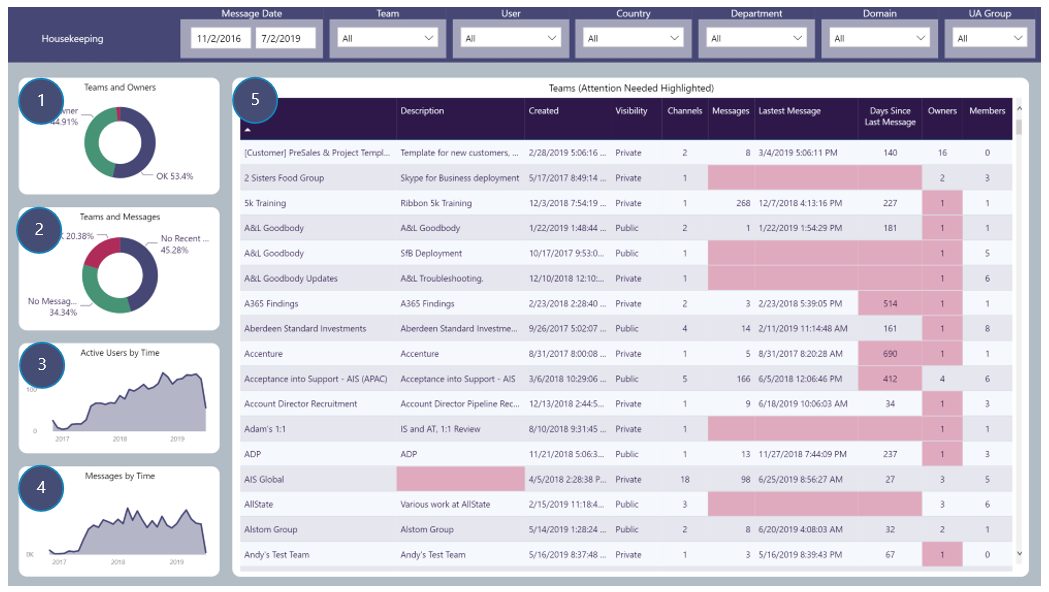 Housekeeping
Message Date
11/2/2016 7/2/2019
Team
All
User
All
Country
All
Department
All
Domain
All
UA Group
All
1
Teams and Owners
OK 53.4%
2
Teams and Messages
20.38%
No Recent ...
45.28%
No Messag...
34.34%
3
Active Users by Time
0
2017 2018 2019
4
Messages by Time
0K
2017 2018 2019
5
Teams (Attention Needed Highlighted)
Description Created Visibility Channels Messages Lastest Message Days Since Last Message Owners Members
[Customer] PreSales & Project Templ... Template for new customers, ... 2/28/2019 5:06:16 ... Private 2 8 3/4/2019 5:06:11 PM 140 16 0
2 Sisters Food Group Skype for Business deployment 5/17/2017 8:49:14 ... Private 1 2 3
5k Training Ribbon 5k Training 12/3/2018 7:54:19 ... Private 1 268 12/7/2018 4:13:16 PM 227 1 1
A&L Goodbody A&L Goodbody 1/22/2019 1:48:44 ... Public 2 1 1/22/2019 1:54:29 PM 181 1 1
A&L Goodbody SfB Deployment 10/17/2017 9:53:0... Public 1 1 5
A&L Goodbody Updates A&L Troubleshooting. 12/10/2018 12:10:... Private 1 1 6
A365 Findings A365 Findings 2/23/2018 2:28:40 ... Private 2 3 2/23/2018 5:39:05 PM 514 1 1
Aberdeen Standard Investments Aberdeen Standard Investme... 9/26/2017 5:02:07 ... Public 4 14 2/11/2019 11:14:48 AM 161 1 8
Accenture Accenture 8/31/2017 8:00:08 ... Private 1 5 8/31/2017 8:20:28 AM 690 1 1
Acceptance into Support - AIS (APAC) Acceptance into Support - AIS 3/6/2018 10:29:06 ... Public 5 166 6/5/2018 12:06:46 PM 412 4 6
Account Director Recruitment Account Director Pipeline Rec... 12/13/2018 2:44:5... Private 1 9 6/18/2019 10:06:03 AM 34 1 3
Adam's 1:1 IS and AT, 1:1 Review 8/10/2018 9:31:45 ... Private 1 1 1
ADP ADP 11/21/2018 5:06:3... Public 1 13 11/27/2018 7:44:09 PM 237 1 3
AIS Global 4/5/2018 2:28:38 P... Private 18 98 6/25/2019 8:56:27 AM 27 3 5
AllState Various work at AllState 2/15/2019 11:18:4... Public 3 3 6
Alstom Group Alstom Group 5/14/2019 1:28:24 ... Public 2 8 6/20/2019 4:08:03 AM 32 2 1
Andy's Test Team Andy's Test Team 5/16/2019 8:37:48 ... Private 1 3 5/16/2019 8:39:43 PM 67 1 0